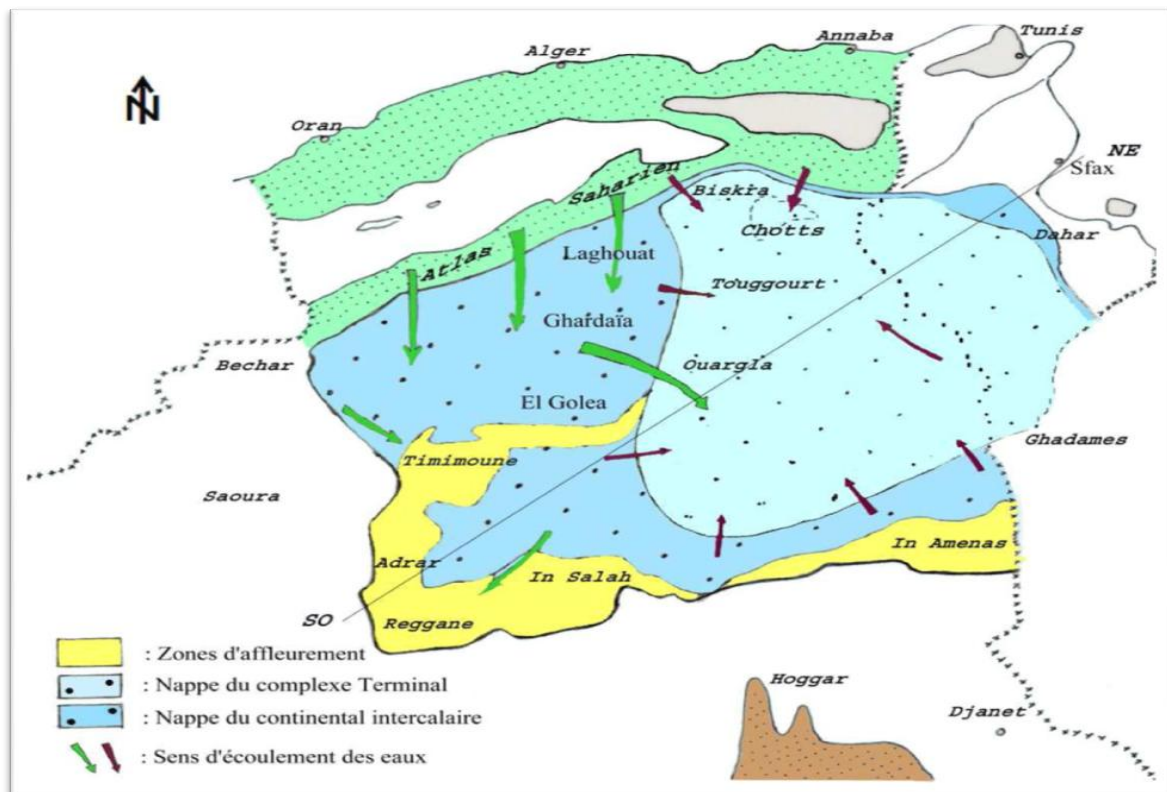 Annaba
Tunis
Alger
N
Oran
NE
Sfax
Saharien
Biskra
Chotts
Dahar
Atlas
Laghouat
Touggourt
Ghardaïa
Bechar
Ouargla
El Golea
Ghadames
Timimoune
Saoura
In Amenas
Adrar
In Salah
SO
Reggane
: Zones d'affleurement
: Nappe du complexe Terminal
: Nappe du continental intercalaire
: Sens d'écoulement des eaux
Hoggar
Djanet